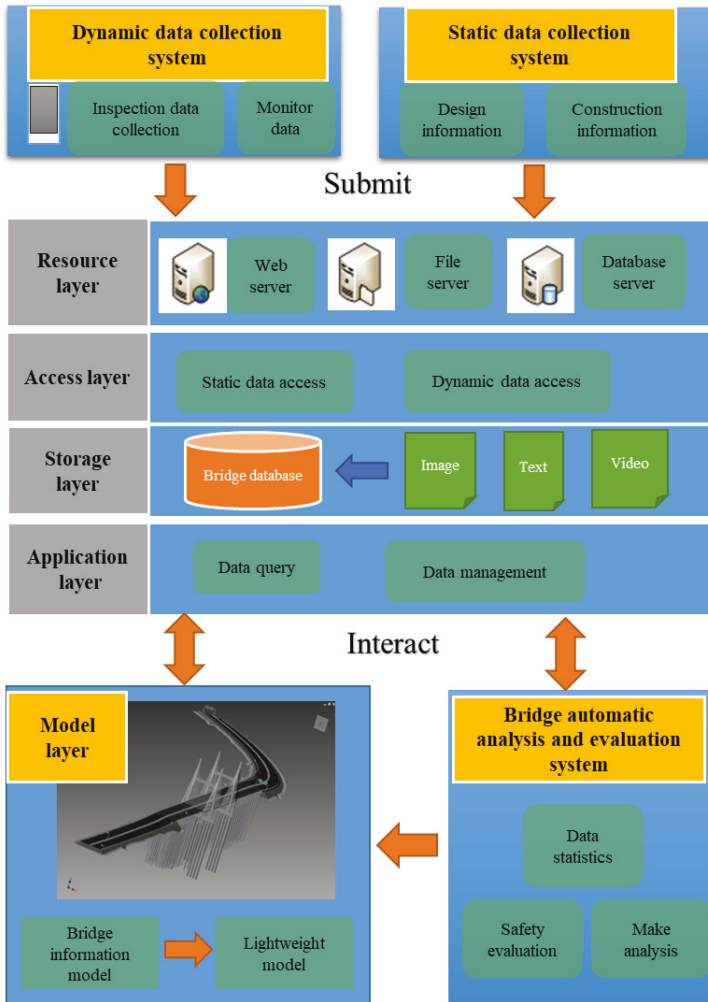 Dynamic data collection
system
Static data collection
system
Inspection data
collection
Monitor
data
Design
information
Construction
information
Submit
Resource
layer
Web
server
File
server
Database
server
Access layer
Static data access
Dynamic data access
Storage
layer
Bridge database
Image
Text
Video
Application
layer
Data query
Data management
Interact
Model
layer
Bridge
information
model
Lightweight
model
Bridge automatic
analysis and evaluation
system
Data
statistics
Safety
evaluation
Make
analysis